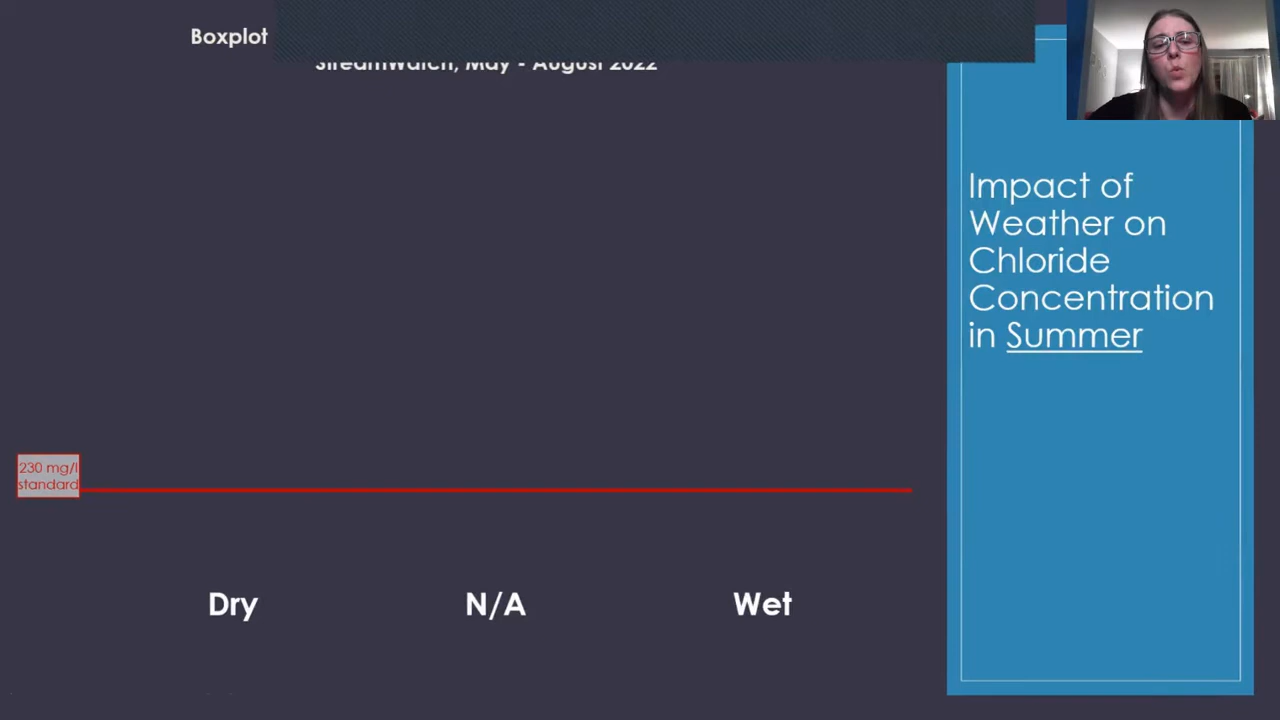 Boxplot
StreamWatch, May - August 2022
Impact of
Weather on
Chloride
Concentration
in Summer
230 mg/l
standard
Dry N/A Wet